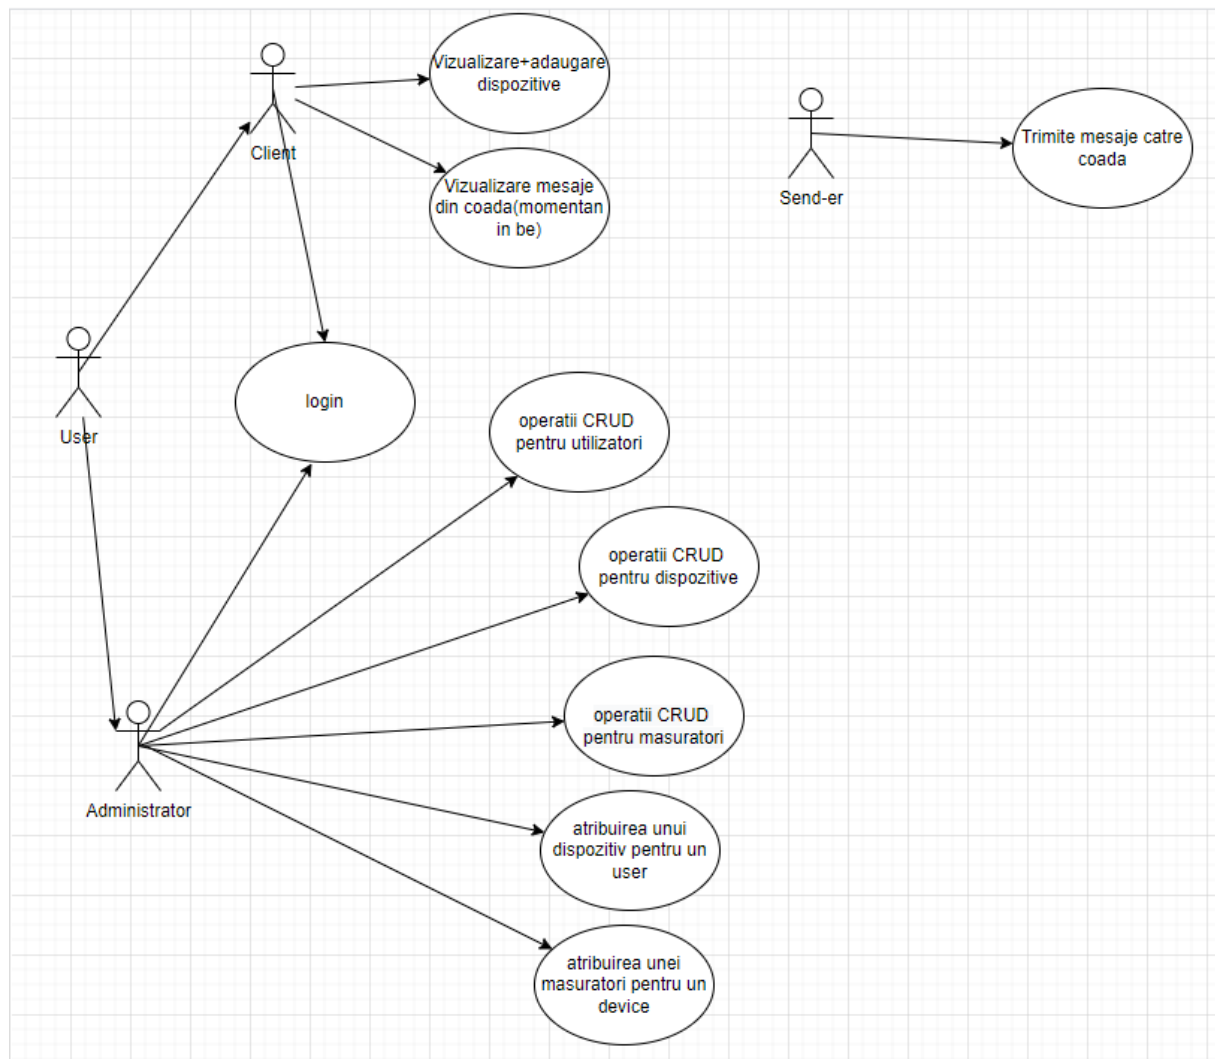 Vizualizare+adaugare
dispozitive
Client
Vizualizare mesaje
din coada(momentan
in be)
Send-er
Trimite mesaje catre
coada
User
login
operatii CRUD
pentru utilizatori
operatii CRUD
pentru dispozitive
operatii CRUD
pentru masuratori
Administrator
atribuirea unui
dispozitiv pentru un
user
atribuirea unei
masuratori pentru un
device